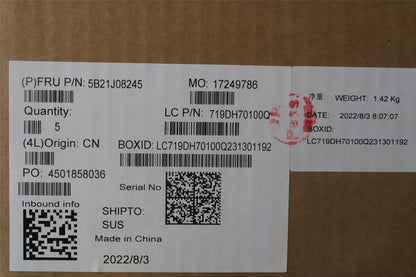 (P)FRU P/N: 5B21J08245
MO: 17249786
Quantity:
5
LC P/N: 719DH70100Q
(4L)Origin: CN
BOXID: LC719DH70100Q231301192
PO: 4501858036
Serial No
Inbound info
SHIPTO:
SUS
Made in China
2022/8/3
净重: WEIGHT: 1.42 Kg
DATE: 2022/8/3 8:07:07
BOXID:
LC719DH70100Q231301192